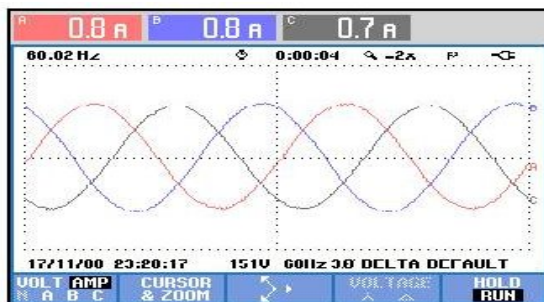 A 0.8 A B 0.8 A C 0.7 A
60.02 Hz 0:00:04 -2x
B
A
C
17/11/00 23:20:17 151V 60Hz 3Ø DELTA DEFAULT
VOLT AMP CURSOR VOLTAGE HOLD
N A B C & ZOOM RUN